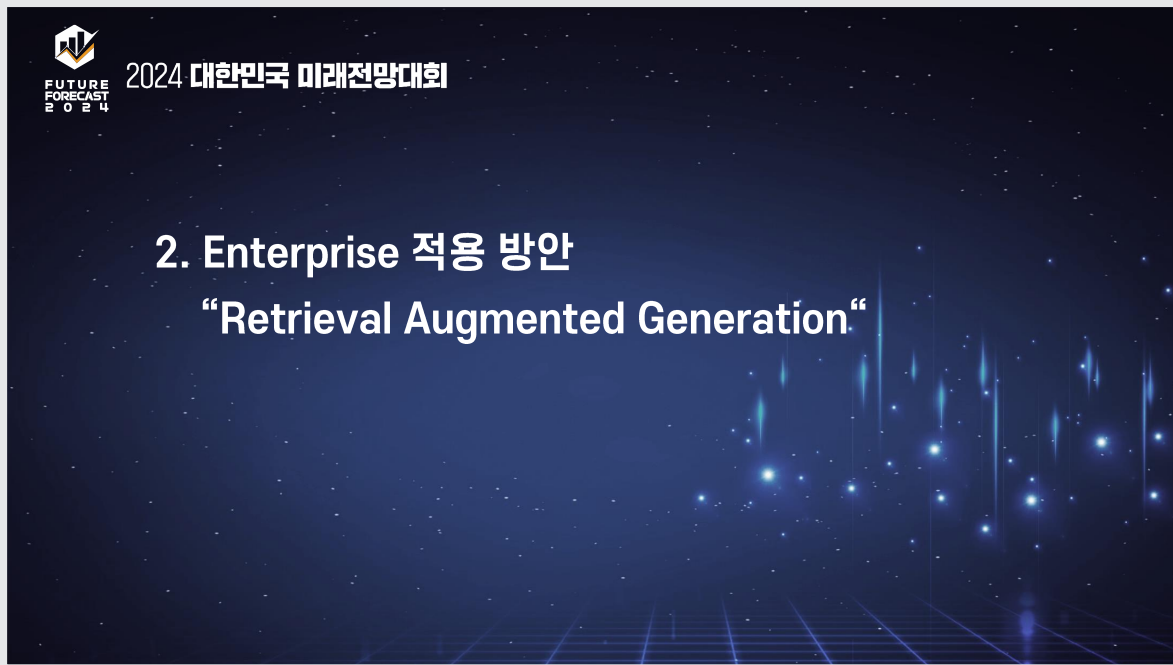 FUTURE
FORECAST
2024
2024 대한민국 미래전망대회
2. Enterprise 적용 방안
“Retrieval Augmented Generation“